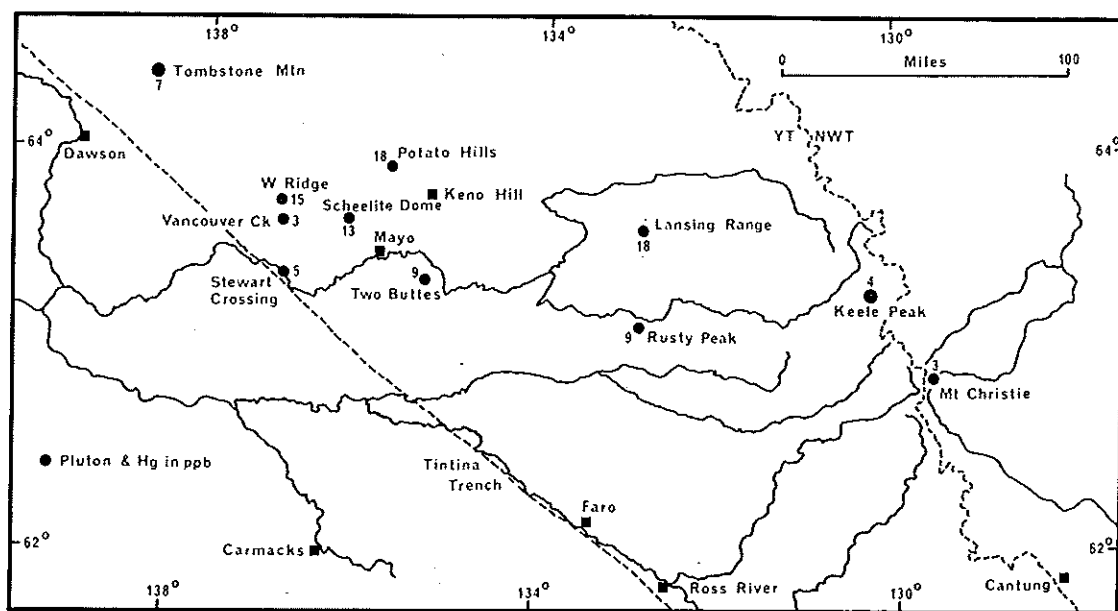 138° 134° 130°
0 Miles 100
Tombstone Mtn
7
64° 64°
YT NWT
Dawson
18 Potato Hills
W Ridge
15
Keno Hill
Scheelite Dome
13
Vancouver Ck 3
Mayo
Lansing Range
18
5
Stewart
Crossing
9
Two Buttes
4
Keele Peak
9 Rusty Peak
3
Mt Christie
Pluton & Hg in ppb
Tintina
Trench
Faro
62° 62°
Carmacks
Ross River
Cantung
138° 134° 130°